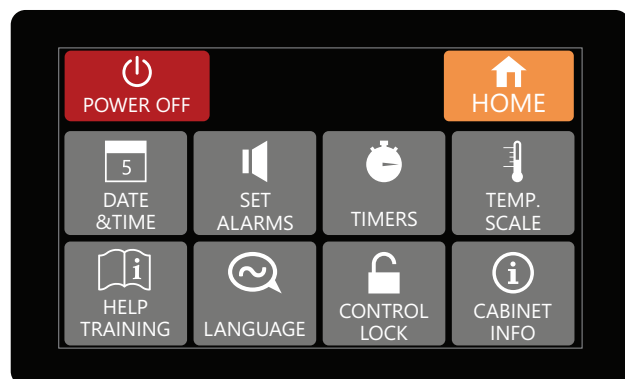 POWER OFF
HOME
5
DATE
&TIME
SET
ALARMS
TIMERS
TEMP.
SCALE
i
HELP
TRAINING
LANGUAGE
CONTROL
LOCK
i
CABINET
INFO